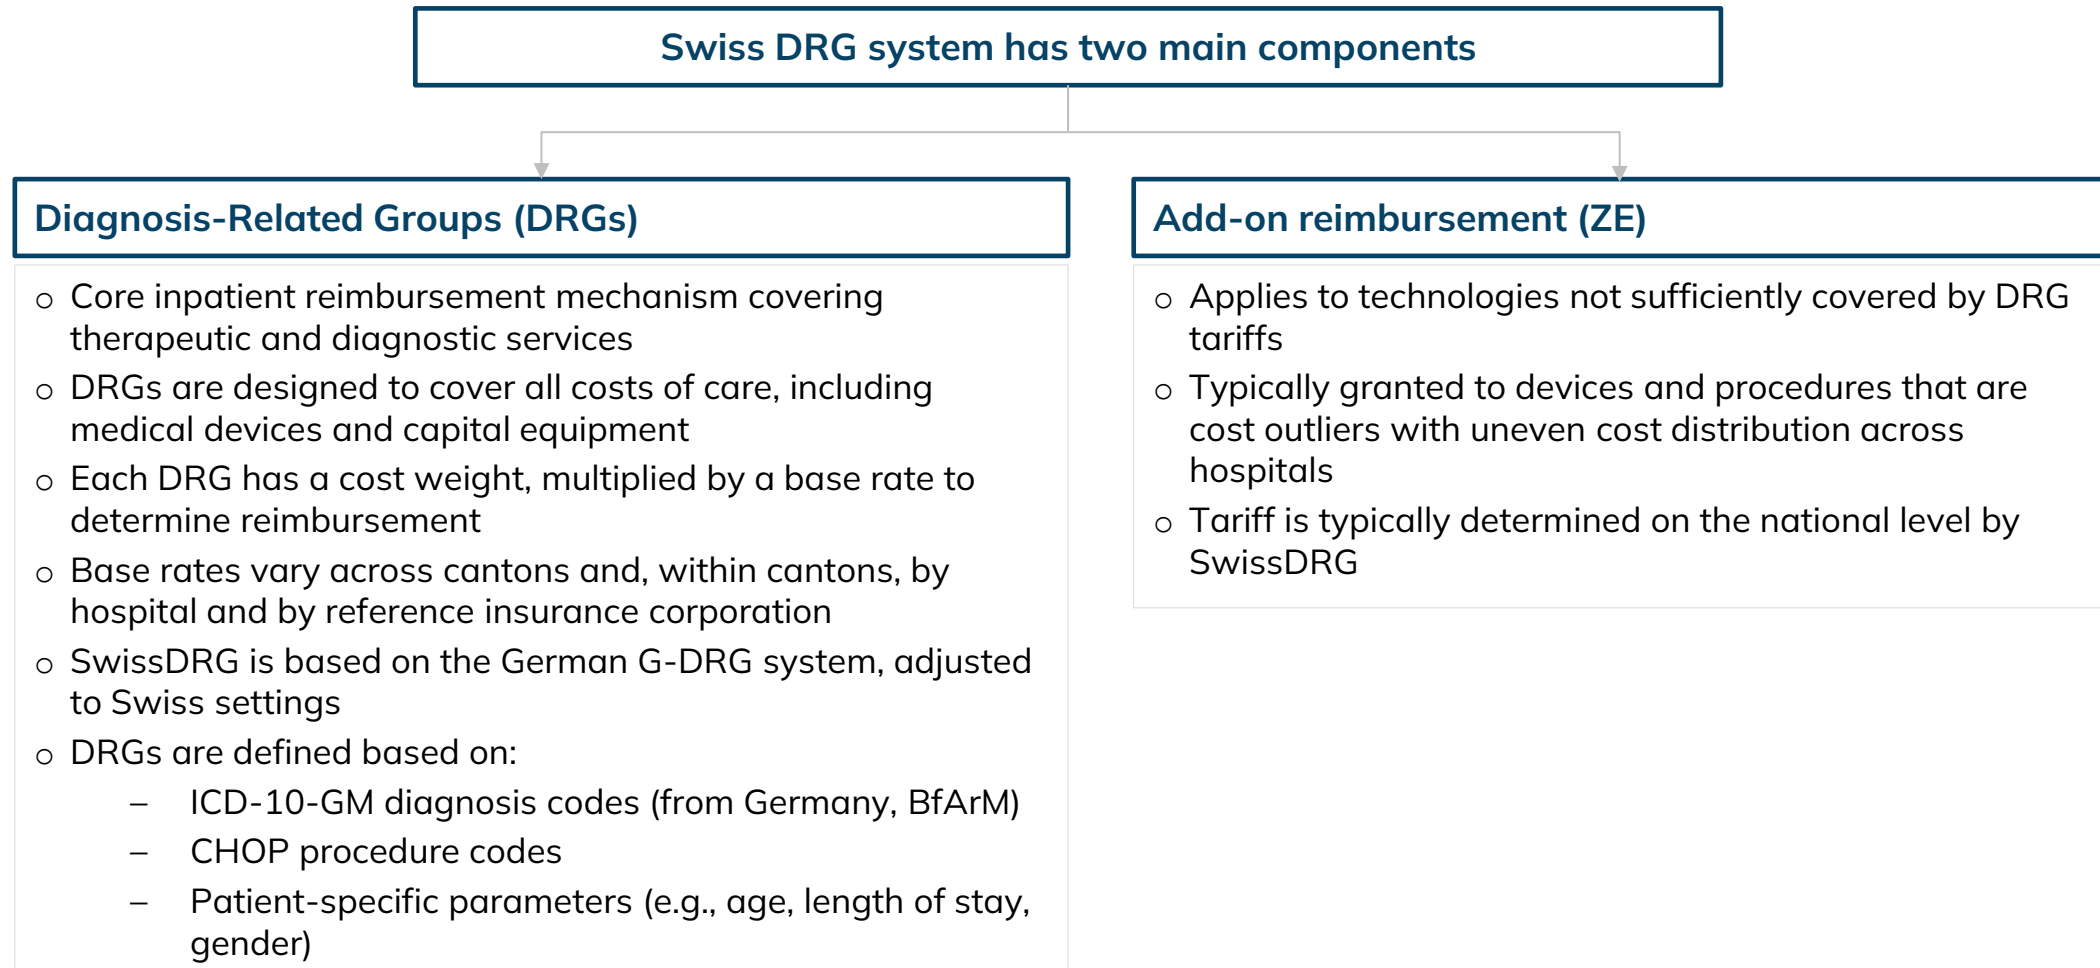 Swiss DRG system has two main components
Diagnosis-Related Groups (DRGs)
○ Core inpatient reimbursement mechanism covering
therapeutic and diagnostic services
○ DRGs are designed to cover all costs of care, including
medical devices and capital equipment
○ Each DRG has a cost weight, multiplied by a base rate to
determine reimbursement
○ Base rates vary across cantons and, within cantons, by
hospital and by reference insurance corporation
○ SwissDRG is based on the German G-DRG system, adjusted
to Swiss settings
○ DRGs are defined based on:
– ICD-10-GM diagnosis codes (from Germany, BfArM)
– CHOP procedure codes
– Patient-specific parameters (e.g., age, length of stay,
gender)
Add-on reimbursement (ZE)
○ Applies to technologies not sufficiently covered by DRG
tariffs
○ Typically granted to devices and procedures that are
cost outliers with uneven cost distribution across
hospitals
○ Tariff is typically determined on the national level by
SwissDRG